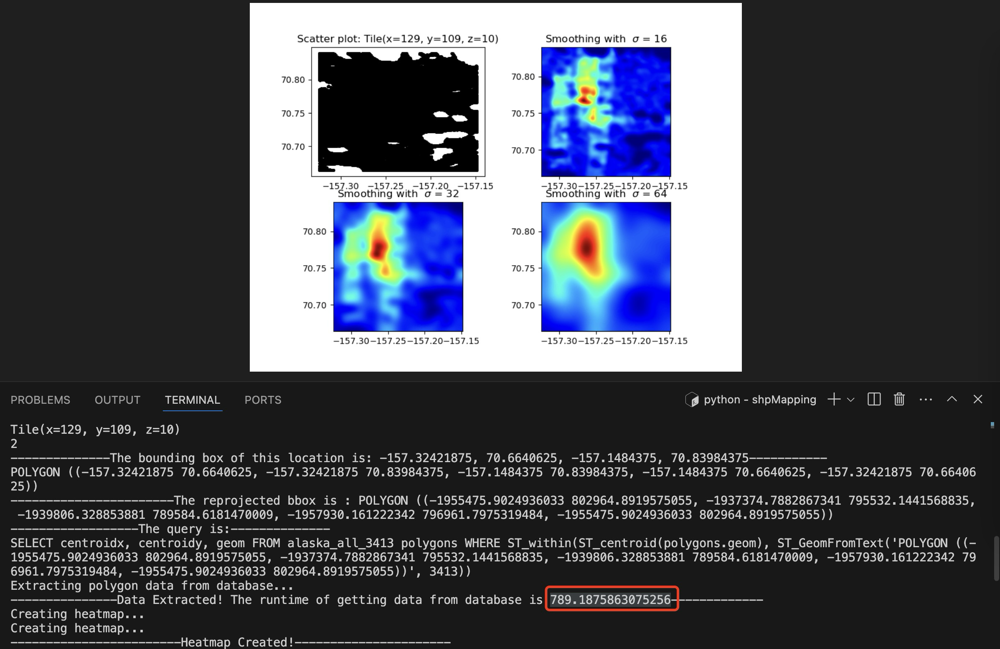 Scatter plot: Tile(x=129, y=109, z=10)
70.80
70.75
70.70
−157.30 −157.25 −157.20 −157.15
Smoothing with σ = 16
70.80
70.75
70.70
−157.30−157.25−157.20−157.15
Smoothing with σ = 32
70.80
70.75
70.70
−157.30−157.25−157.20−157.15
Smoothing with σ = 64
70.80
70.75
70.70
−157.30−157.25−157.20−157.15
PROBLEMS OUTPUT TERMINAL PORTS python - shpMapping
Tile(x=129, y=109, z=10)
2
--------------The bounding box of this location is: -157.32421875, 70.6640625, -157.1484375, 70.83984375-----------
POLYGON ((-157.32421875 70.6640625, -157.32421875 70.83984375, -157.1484375 70.83984375, -157.1484375 70.6640625, -157.32421875 70.66406
25))
-----------------------The reprojected bbox is : POLYGON ((-1955475.9024936033 802964.8919575055, -1937374.7882867341 795532.1441568835,
-1939806.328853881 789584.6181470009, -1957930.161222342 796961.7975319484, -1955475.9024936033 802964.8919575055))
------------------The query is:--------------
SELECT centroidx, centroidy, geom FROM alaska_all_3413 polygons WHERE ST_within(ST_centroid(polygons.geom), ST_GeomFromText('POLYGON ((-
1955475.9024936033 802964.8919575055, -1937374.7882867341 795532.1441568835, -1939806.328853881 789584.6181470009, -1957930.161222342 79
6961.7975319484, -1955475.9024936033 802964.8919575055))', 3413))
Extracting polygon data from database...
---------------Data Extracted! The runtime of getting data from database is 789.1875863075256-------------
Creating heatmap...
Creating heatmap...
------------------------Heatmap Created!----------------------